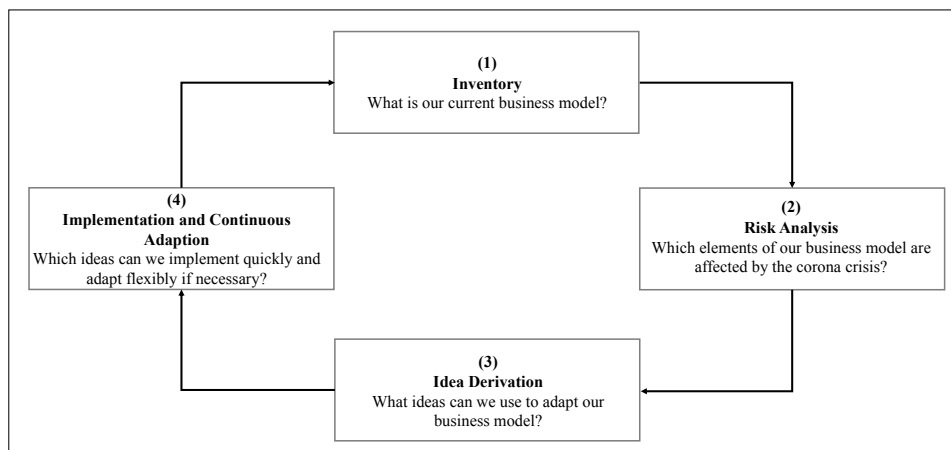 (1)
Inventory
What is our current business model?
(2)
Risk Analysis
Which elements of our business model are
affected by the corona crisis?
(3)
Idea Derivation
What ideas can we use to adapt our
business model?
(4)
Implementation and Continuous
Adaption
Which ideas can we implement quickly and
adapt flexibly if necessary?